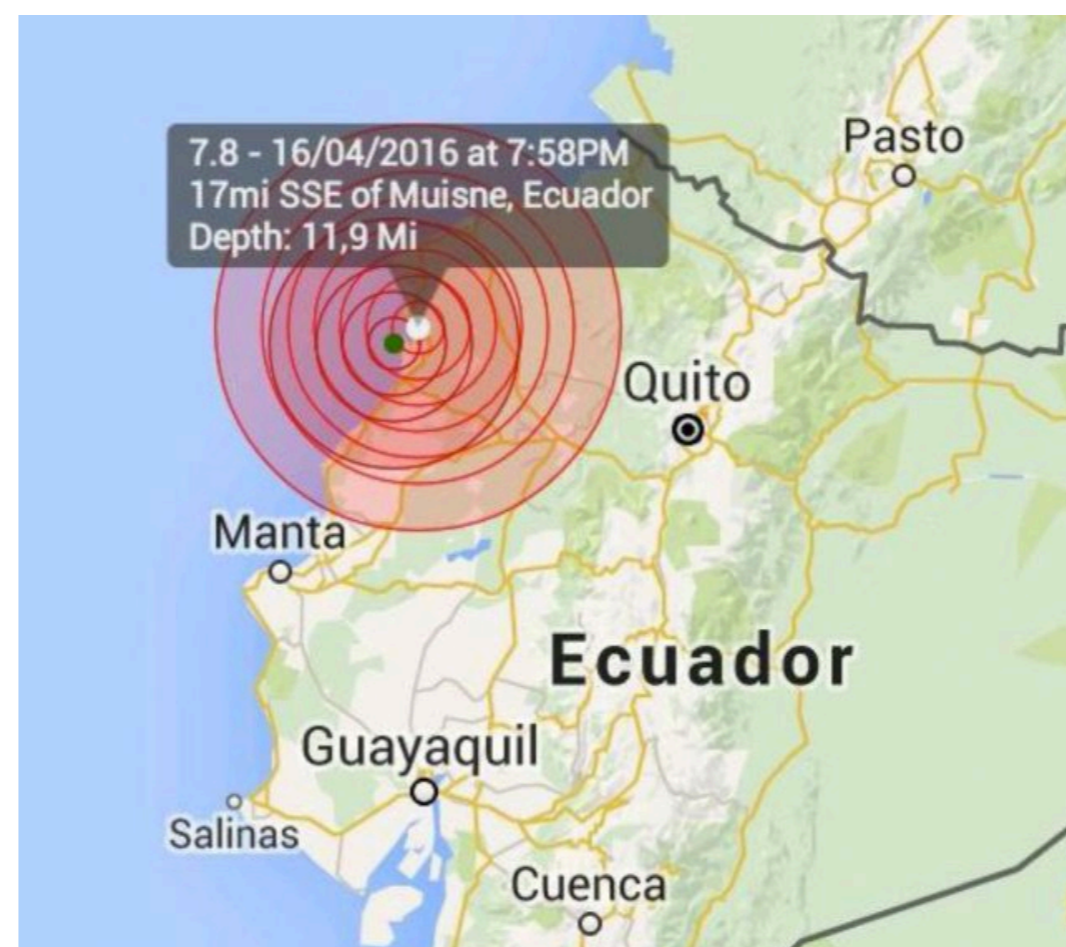 Pasto
7.8 - 16/04/2016 at 7:58PM
17mi SSE of Muisne, Ecuador
Depth: 11,9 Mi
Quito
Manta
Ecuador
Guayaquil
Salinas
Cuenca